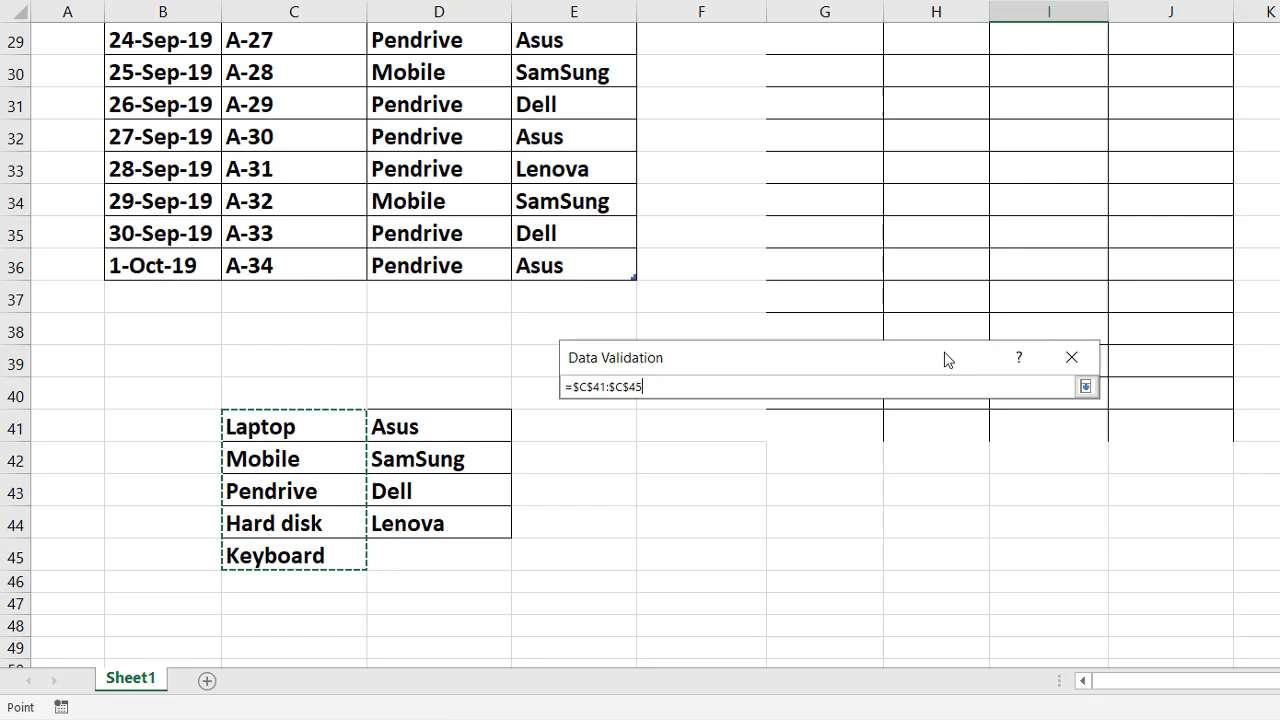 A B C D E F G H I J K
29 24-Sep-19 A-27 Pendrive Asus
30 25-Sep-19 A-28 Mobile SamSung
31 26-Sep-19 A-29 Pendrive Dell
32 27-Sep-19 A-30 Pendrive Asus
33 28-Sep-19 A-31 Pendrive Lenova
34 29-Sep-19 A-32 Mobile SamSung
35 30-Sep-19 A-33 Pendrive Dell
36 1-Oct-19 A-34 Pendrive Asus
37
38
39 Data Validation ?
40 =$C$41:$C$45
41 Laptop Asus
42 Mobile SamSung
43 Pendrive Dell
44 Hard disk Lenova
45 Keyboard
46
47
48
49
Sheet1
Point